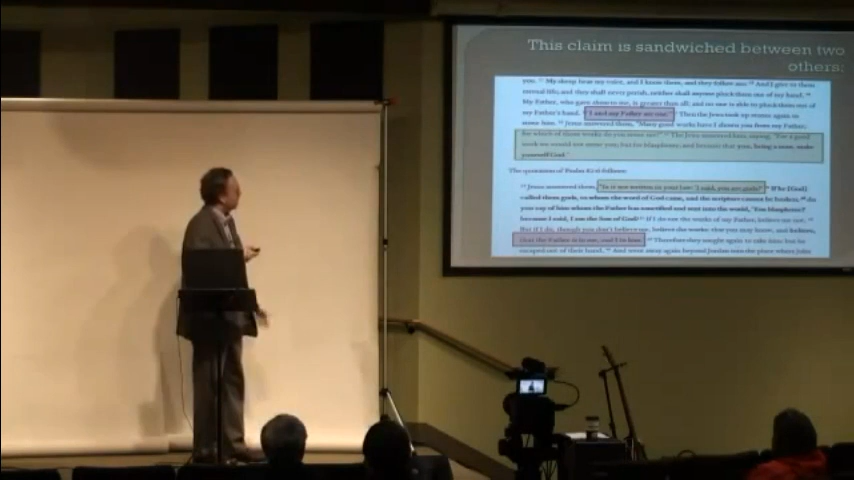 This claim is sandwiched between two
others:
you. My sheep hear my voice, and I know them, and they follow me. And I give to them
eternal life; and they shall never perish, neither shall anyone pluck them out of my hand.
My Father, who gave them to me, is greater than all; and no one is able to pluck them out of
my Father's hand. "I and my Father are one." Then the Jews took up stones again to
stone him. Jesus answered them, "Many good works have I shown you from my Father;
for which of those works do you stone me?" The Jews answered him, saying, "For a good
work we would not stone you; but for blasphemy, and because that you, being a man, make
yourself God."
The quotation of Psalm follows:
Jesus answered them, "Is it not written in your law: 'I said, you are gods?' If he [God]
called them gods, to whom the word of God came, and the scripture cannot be broken, do
you say of him whom the Father has sanctified and sent into the world, 'You blaspheme!'
because I said, I am the Son of God? If I do not the works of my Father, believe me not.
But if I do, though you don't believe me, believe the works: that you may know, and believe,
that the Father is in me, and I in him. Therefore they sought again to take him; but he
escaped out of their hand. And went away again beyond Jordan into the place where John